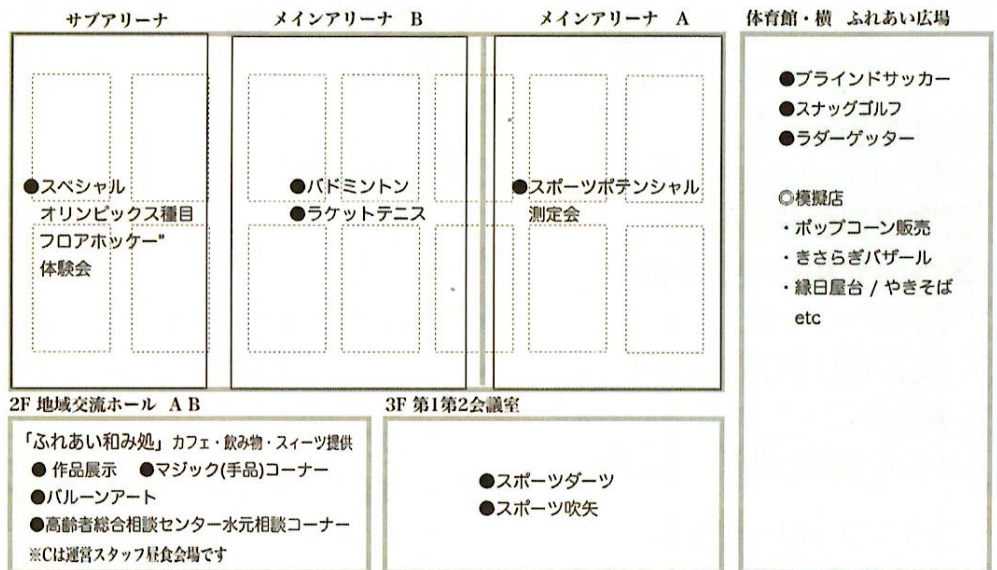 サブアリーナ
メインアリーナ B
メインアリーナ A
体育館・横 ふれあい広場
●スペシャル
オリンピックス種目
フロアホッケー"
体験会
●バドミントン
●ラケットテニス
●スポーツポテンシャル
測定会
●ブラインドサッカー
●スナッグゴルフ
●ラダーゲッター
◎模擬店
・ポップコーン販売
・きさらぎバザール
・縁日屋台 / やきそば
etc
2F 地域交流ホール A B
「ふれあい和み処」カフェ・飲み物・スィーツ提供
● 作品展示 ●マジック(手品)コーナー
●バルーンアート
●高齢者総合相談センター水元相談コーナー
※Cは運営スタッフ昼食会場です
3F 第1第2会議室
●スポーツダーツ
●スポーツ吹矢